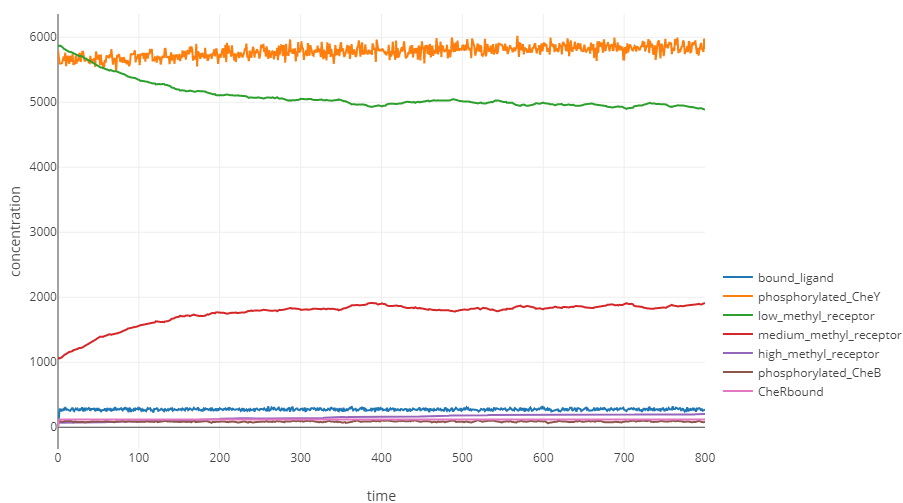 6000
5000
4000
3000
2000
1000
0
concentration
0 100 200 300 400 500 600 700 800
time
bound_ligand
phosphorylated_CheY
low_methyl_receptor
medium_methyl_receptor
high_methyl_receptor
phosphorylated_CheB
CheRbound